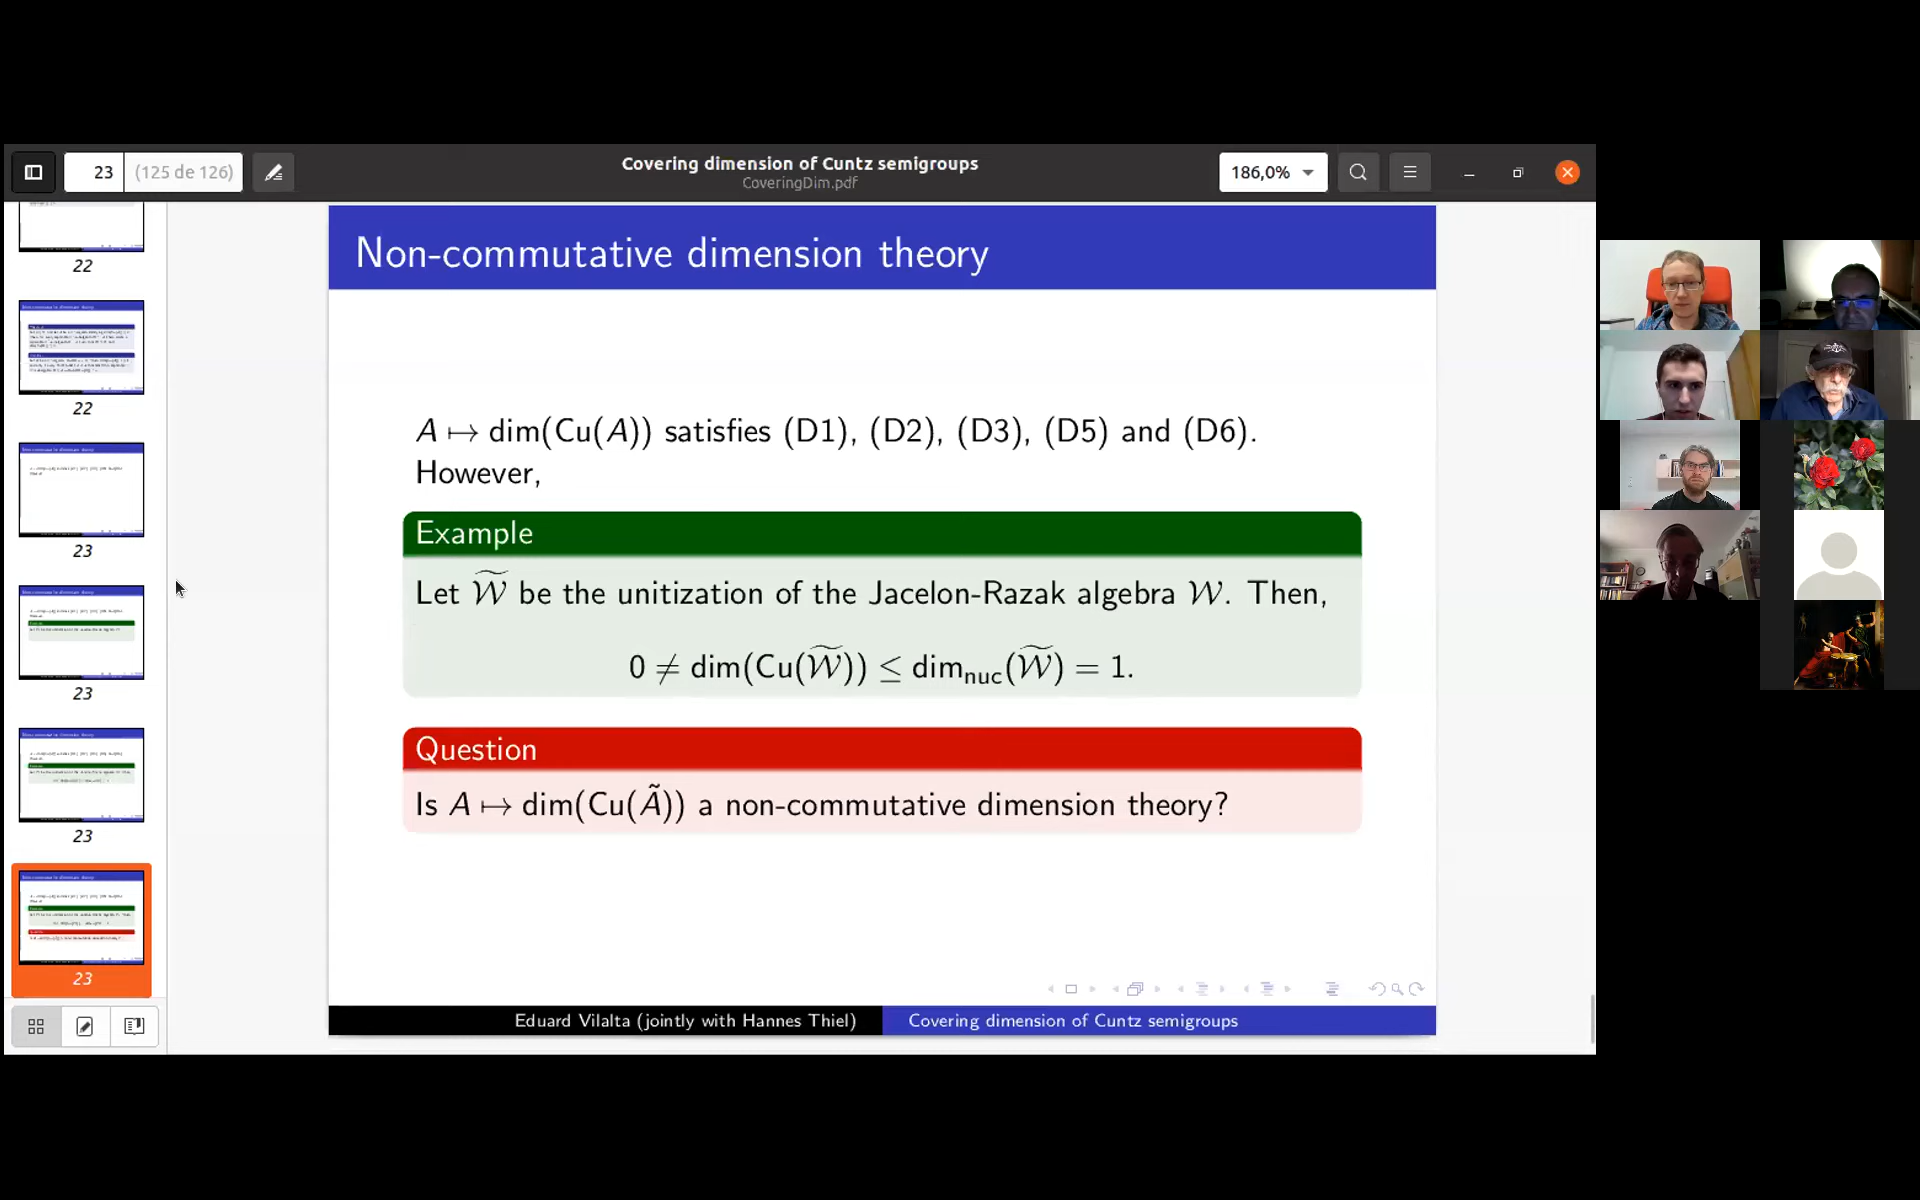 23
(125 de 126)
Covering dimension of Cuntz semigroups
CoveringDim.pdf
186,0%
22
22
23
23
23
23
Non-commutative dimension theory
A ↦ dim(Cu(A)) satisfies (D1), (D2), (D3), (D5) and (D6).
However,
Example
Let 𝒲̃ be the unitization of the Jacelon-Razak algebra 𝒲. Then,
0 ≠ dim(Cu(𝒲̃)) ≤ dim_nuc(𝒲̃) = 1.
Question
Is A ↦ dim(Cu(Ã)) a non-commutative dimension theory?
Eduard Vilalta (jointly with Hannes Thiel)
Covering dimension of Cuntz semigroups